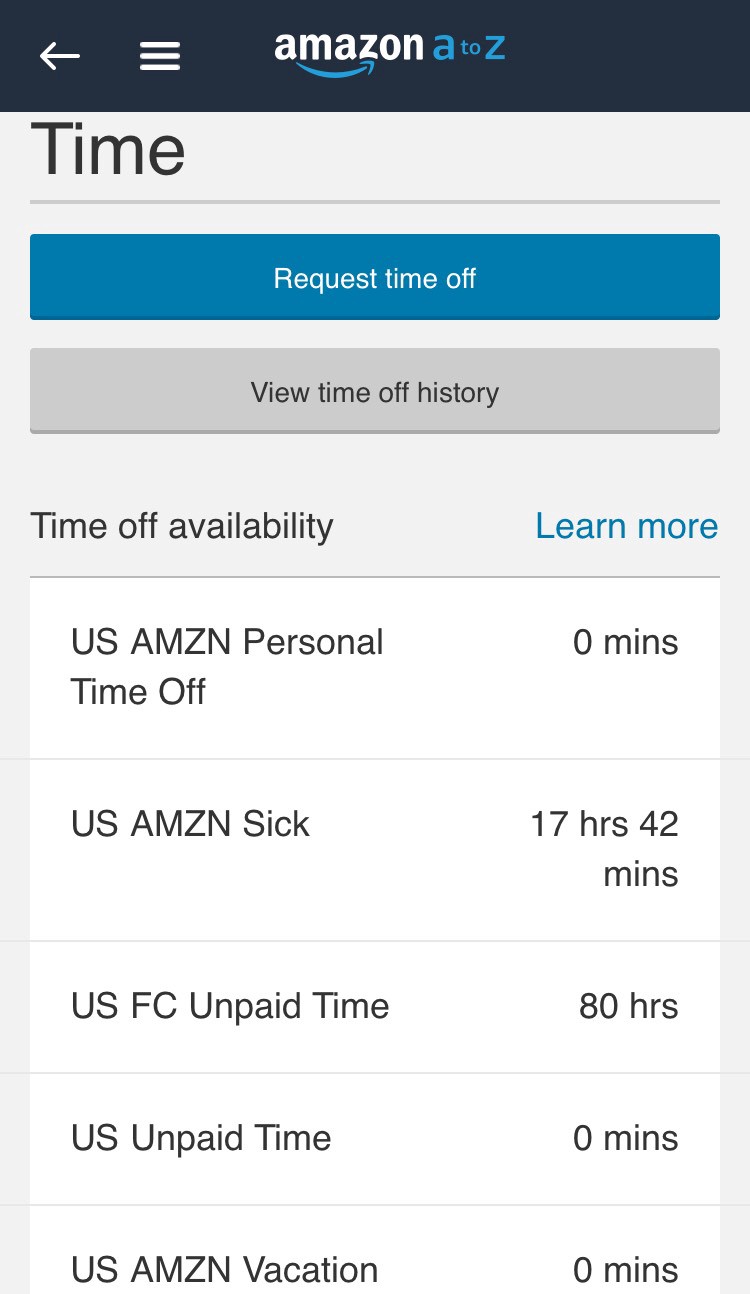 amazon a to z
Time
Request time off
View time off history
Time off availability Learn more
US AMZN Personal 0 mins
Time Off
US AMZN Sick 17 hrs 42
mins
US FC Unpaid Time 80 hrs
US Unpaid Time 0 mins
US AMZN Vacation 0 mins